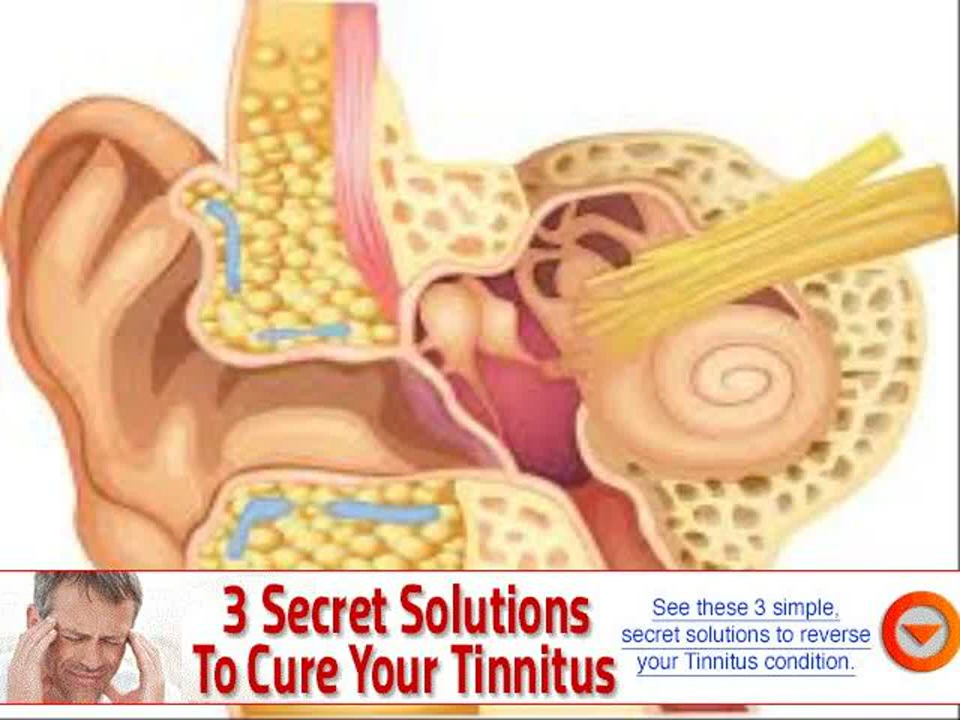 3 Secret Solutions
To Cure Your Tinnitus
See these 3 simple,
secret solutions to reverse
your Tinnitus condition.